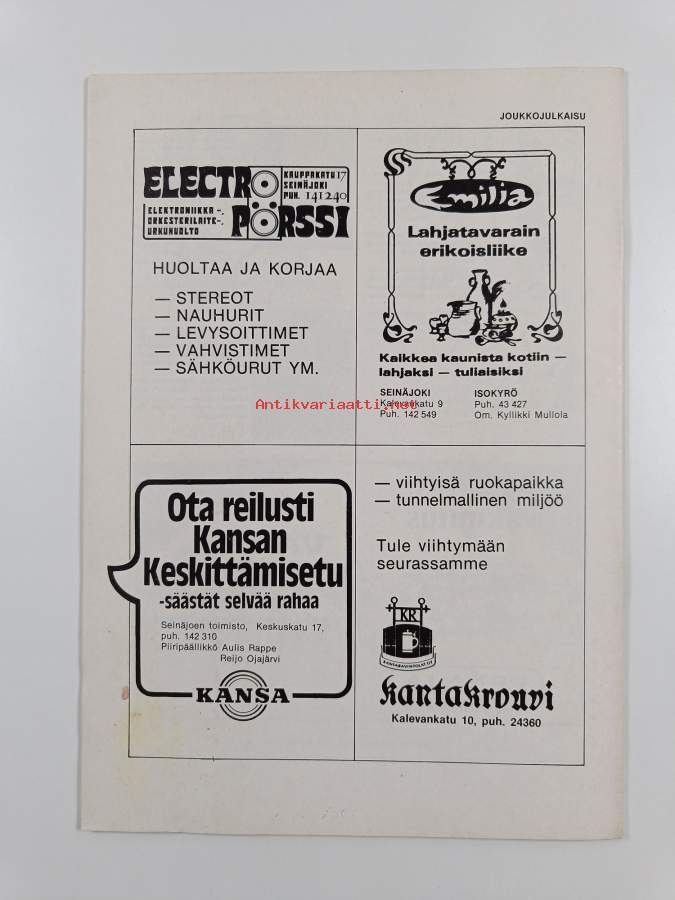 JOUKKOJULKAISU
ELECTRO
PÖRSSI
KAUPPAKATU 17
SEINÄJOKI
PUH. 141240
ELEKTRONIIKKA-,
ORKESTERILAITE-,
URKUHUOLTO
HUOLTAA JA KORJAA
— STEREOT
— NAUHURIT
— LEVYSOITTIMET
— VAHVISTIMET
— SÄHKÖURUT YM.
Emilia
Lahjatavarain
erikoisliike
Kaikkea kaunista kotiin —
lahjaksi — tuliaisiksi
SEINÄJOKI
Kalevankatu 9
Puh. 142 549
ISOKYRÖ
Puh. 43 427
Om. Kyllikki Mullola
Antikvariaatti.net
Ota reilusti
Kansan
Keskittämisetu
-säästät selvää rahaa
Seinäjoen toimisto, Keskuskatu 17,
puh. 142 310
Piiripäällikkö Aulis Rappe
Reijo Ojajärvi
KANSA
— viihtyisä ruokapaikka
— tunnelmallinen miljöö
Tule viihtymään
seurassamme
KR
KANTARAVINTOLAT OY
Kantakrouvi
Kalevankatu 10, puh. 24360